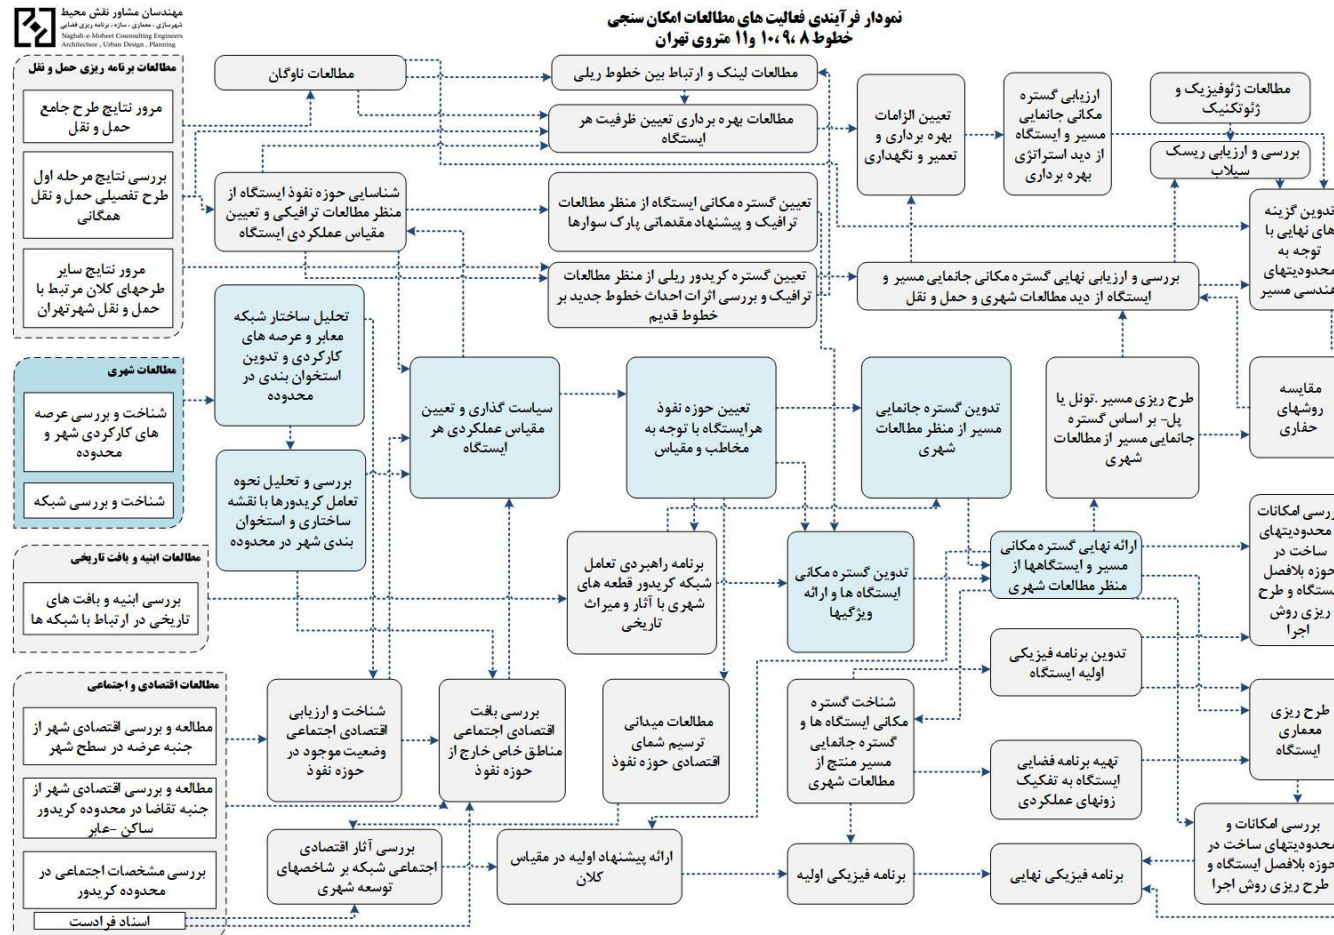 مهندسان مشاور نقش محیط
شهرسازی . معماری . سازه . برنامه ریزی فضایی
Naghsh-e-Moheet Counsulting Engineers
Architecture , Urban Design , Planning
نمودار فرآیندی فعالیت های مطالعات امکان سنجی
خطوط ۸ ،۹ ،۱۰ و۱۱ متروی تهران
مطالعات برنامه ریزی حمل و نقل
مرور نتایج طرح جامع
حمل و نقل
بررسی نتایج مرحله اول
طرح تفصیلی حمل و نقل
همگانی
مرور نتایج سایر
طرحهای کلان مرتبط با
حمل و نقل شهرتهران
مطالعات ناوگان
مطالعات لینک و ارتباط بین خطوط ریلی
مطالعات بهره برداری تعیین ظرفیت هر
ایستگاه
تعیین الزامات
بهره برداری و
تعمیر و نگهداری
ارزیابی گستره
مکانی جانمایی
مسیر و ایستگاه
از دید استراتژی
بهره برداری
مطالعات ژئوفیزیک و
ژئوتکنیک
بررسی و ارزیابی ریسک
سیلاب
شناسایی حوزه نفوذ ایستگاه از
منظر مطالعات ترافیکی و تعیین
مقیاس عملکردی ایستگاه
تعیین گستره مکانی ایستگاه از منظر مطالعات
ترافیک و پیشنهاد مقدماتی پارک سوارها
تعیین گستره کریدور ریلی از منظر مطالعات
ترافیک و بررسی اثرات احداث خطوط جدید بر
خطوط قدیم
بررسی و ارزیابی نهایی گستره مکانی جانمایی مسیر و
ایستگاه از دید مطالعات شهری و حمل و نقل
تدوین گزینه
های نهایی با
توجه به
محدودیتهای
هندسی مسیر
مطالعات شهری
شناخت و بررسی عرصه
های کارکردی شهر و
محدوده
شناخت و بررسی شبکه
تحلیل ساختار شبکه
معابر و عرصه های
کارکردی و تدوین
استخوان بندی در
محدوده
بررسی و تحلیل نحوه
تعامل کریدورها با نقشه
ساختاری و استخوان
بندی شهر در محدوده
سیاست گذاری و تعیین
مقیاس عملکردی هر
ایستگاه
تعیین حوزه نفوذ
هرایستگاه با توجه به
مخاطب و مقیاس
تدوین گستره جانمایی
مسیر از منظر مطالعات
شهری
طرح ریزی مسیر .تونل یا
پل- بر اساس گستره
جانمایی مسیر از مطالعات
شهری
مقایسه
روشهای
حفاری
مطالعات ابنیه و بافت تاریخی
بررسی ابنیه و بافت های
تاریخی در ارتباط با شبکه ها
برنامه راهبردی تعامل
شبکه کریدور قطعه های
شهری با آثار و میراث
تاریخی
تدوین گستره مکانی
ایستگاه ها و ارائه
ویژگیها
ارائه نهایی گستره مکانی
مسیر و ایستگاهها از
منظر مطالعات شهری
بررسی امکانات
محدودیتهای
ساخت در
حوزه بلافصل
ایستگاه و طرح
ریزی روش
اجرا
مطالعات اقتصادی و اجتماعی
مطالعه و بررسی اقتصادی شهر از
جنبه عرضه در سطح شهر
مطالعه و بررسی اقتصادی شهر از
جنبه تقاضا در محدوده کریدور
ساکن -عابر
بررسی مشخصات اجتماعی در
محدوده کریدور
اسناد فرادست
شناخت و ارزیابی
اقتصادی اجتماعی
وضعیت موجود در
حوزه نفوذ
بررسی بافت
اقتصادی اجتماعی
مناطق خاص خارج از
حوزه نفوذ
مطالعات میدانی
ترسیم شمای
اقتصادی حوزه نفوذ
شناخت گستره
مکانی ایستگاه ها و
گستره جانمایی
مسیر منتج از
مطالعات شهری
تدوین برنامه فیزیکی
اولیه ایستگاه
تهیه برنامه فضایی
ایستگاه به تفکیک
زونهای عملکردی
طرح ریزی
معماری
ایستگاه
بررسی آثار اقتصادی
اجتماعی شبکه بر شاخصهای
توسعه شهری
ارائه پیشنهاد اولیه در مقیاس
کلان
برنامه فیزیکی اولیه
برنامه فیزیکی نهایی
بررسی امکانات و
محدودیتهای ساخت در
حوزه بلافصل ایستگاه و
طرح ریزی روش اجرا